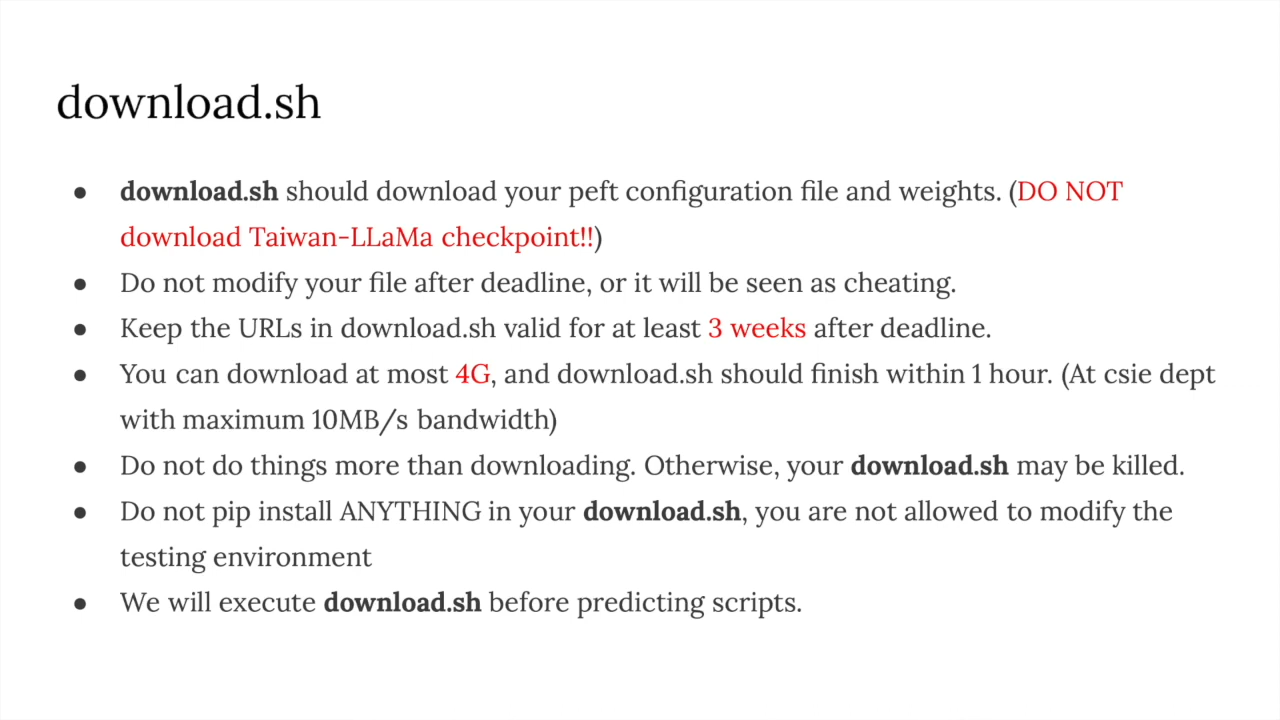 download.sh
● download.sh should download your peft configuration file and weights. (DO NOT
download Taiwan-LLaMa checkpoint!!)
● Do not modify your file after deadline, or it will be seen as cheating.
● Keep the URLs in download.sh valid for at least 3 weeks after deadline.
● You can download at most 4G, and download.sh should finish within 1 hour. (At csie dept
with maximum 10MB/s bandwidth)
● Do not do things more than downloading. Otherwise, your download.sh may be killed.
● Do not pip install ANYTHING in your download.sh, you are not allowed to modify the
testing environment
● We will execute download.sh before predicting scripts.